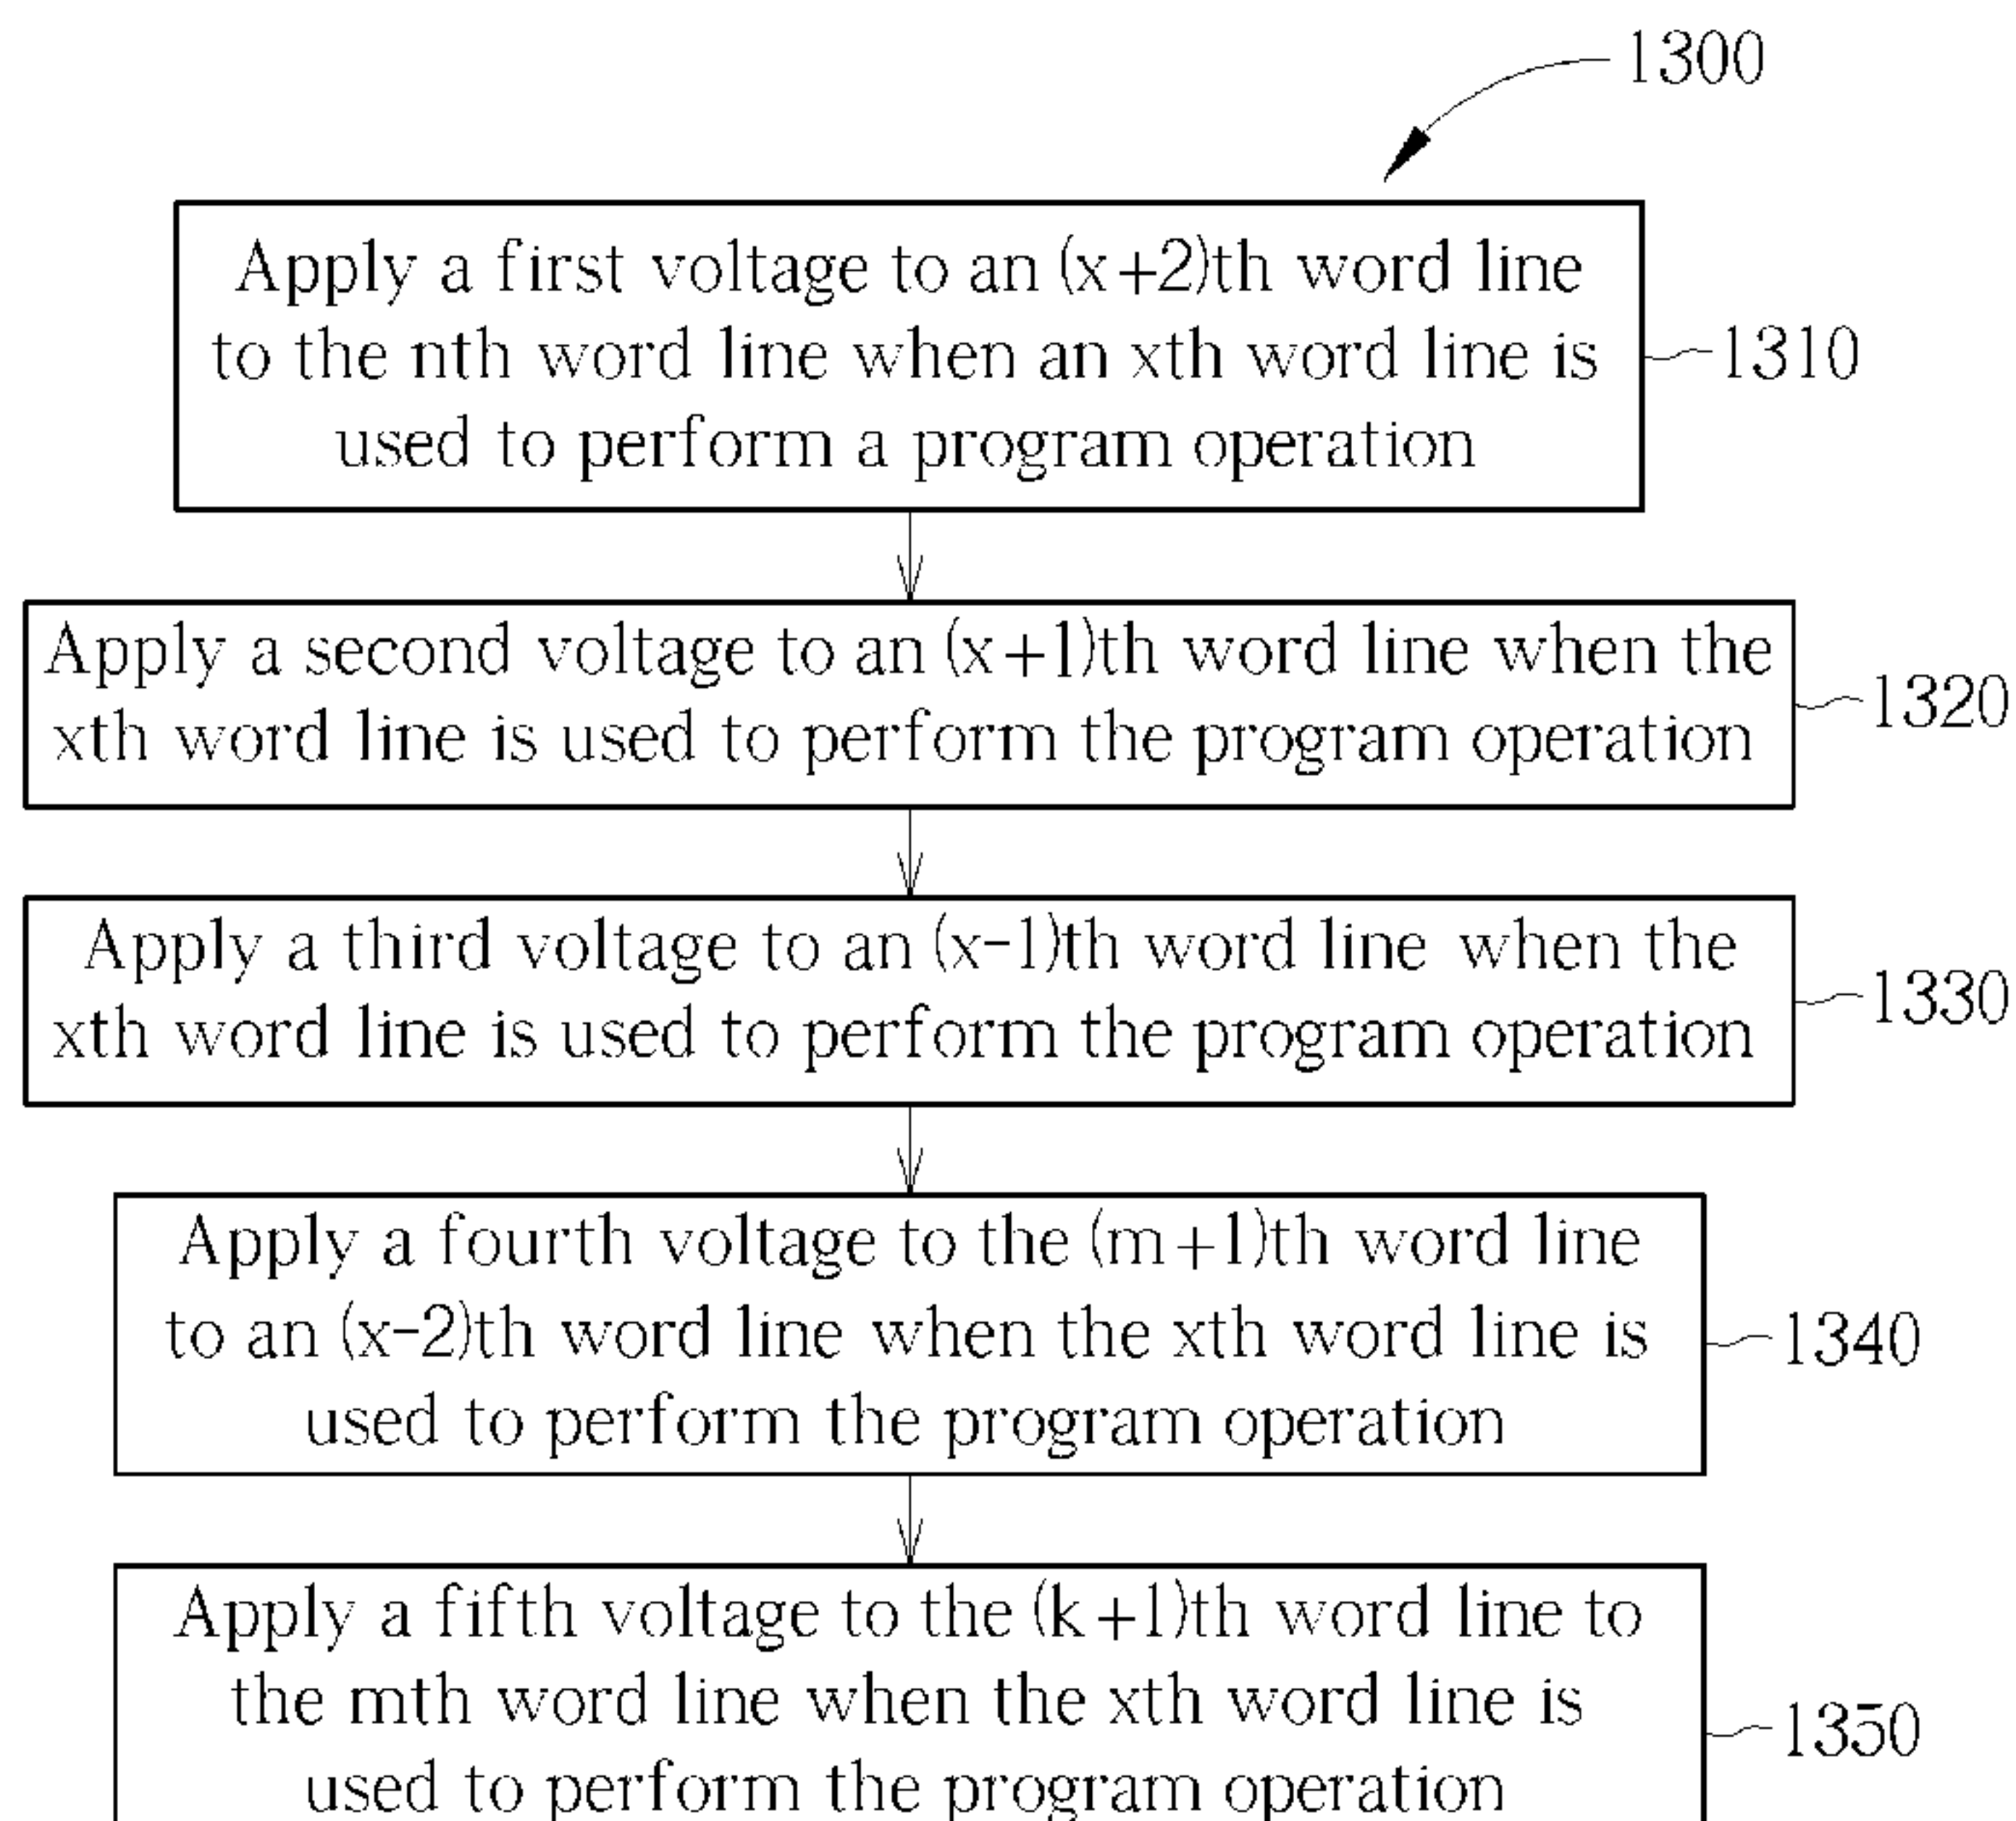 1300
Apply a first voltage to an (x+2)th word line
to the nth word line when an xth word line is
used to perform a program operation
1310
Apply a second voltage to an (x+1)th word line when the
xth word line is used to perform the program operation
1320
Apply a third voltage to an (x-1)th word line when the
xth word line is used to perform the program operation
1330
Apply a fourth voltage to the (m+1)th word line
to an (x-2)th word line when the xth word line is
used to perform the program operation
1340
Apply a fifth voltage to the (k+1)th word line to
the mth word line when the xth word line is
used to perform the program operation
1350